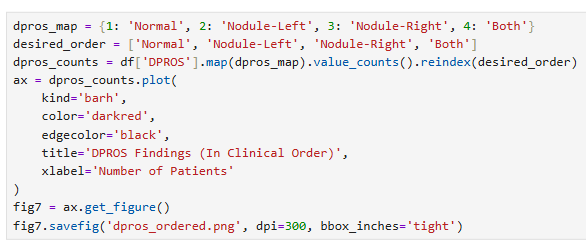 dpros_map = {1: 'Normal', 2: 'Nodule-Left', 3: 'Nodule-Right', 4: 'Both'}
desired_order = ['Normal', 'Nodule-Left', 'Nodule-Right', 'Both']
dpros_counts = df['DPROS'].map(dpros_map).value_counts().reindex(desired_order)
ax = dpros_counts.plot(
    kind='barh',
    color='darkred',
    edgecolor='black',
    title='DPROS Findings (In Clinical Order)',
    xlabel='Number of Patients'
)
fig7 = ax.get_figure()
fig7.savefig('dpros_ordered.png', dpi=300, bbox_inches='tight')